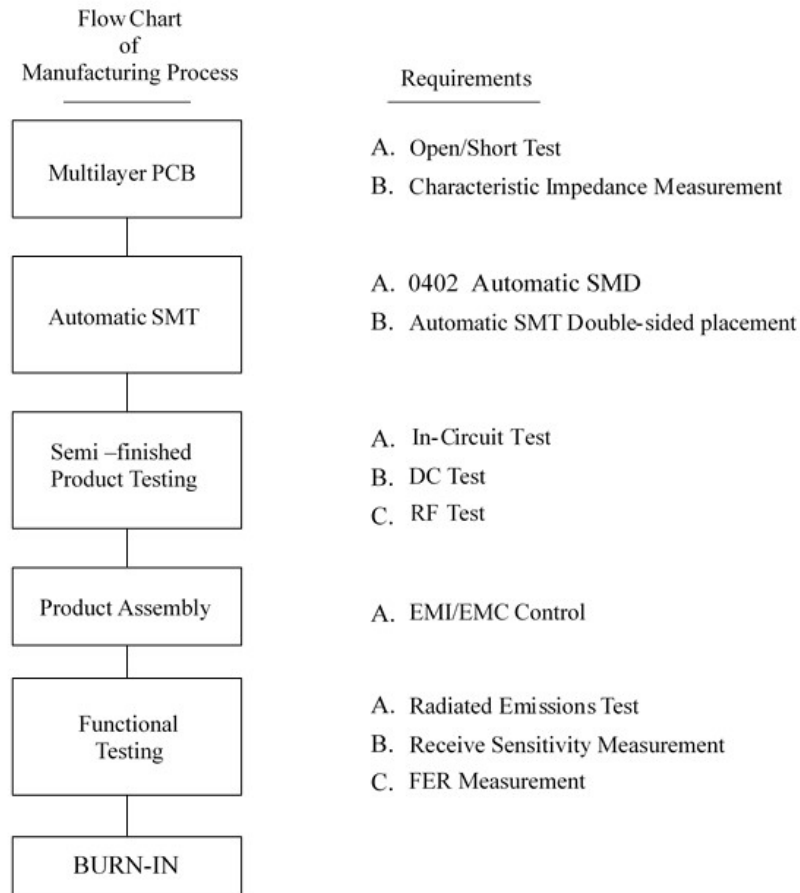 Flow Chart
of
Manufacturing Process
Requirements
Multilayer PCB
A. Open/Short Test
B. Characteristic Impedance Measurement
Automatic SMT
A. 0402 Automatic SMD
B. Automatic SMT Double-sided placement
Semi –finished
Product Testing
A. In-Circuit Test
B. DC Test
C. RF Test
Product Assembly
A. EMI/EMC Control
Functional
Testing
A. Radiated Emissions Test
B. Receive Sensitivity Measurement
C. FER Measurement
BURN-IN